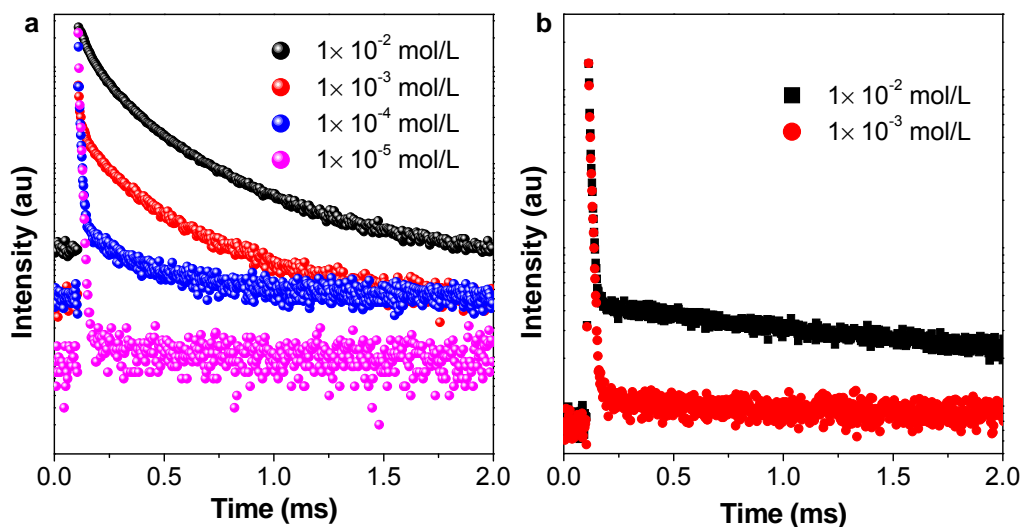 a
1× 10⁻² mol/L
1× 10⁻³ mol/L
1× 10⁻⁴ mol/L
1× 10⁻⁵ mol/L
Intensity (au)
0.0 0.5 1.0 1.5 2.0
Time (ms)
b
1× 10⁻² mol/L
1× 10⁻³ mol/L
Intensity (au)
0.0 0.5 1.0 1.5 2.0
Time (ms)